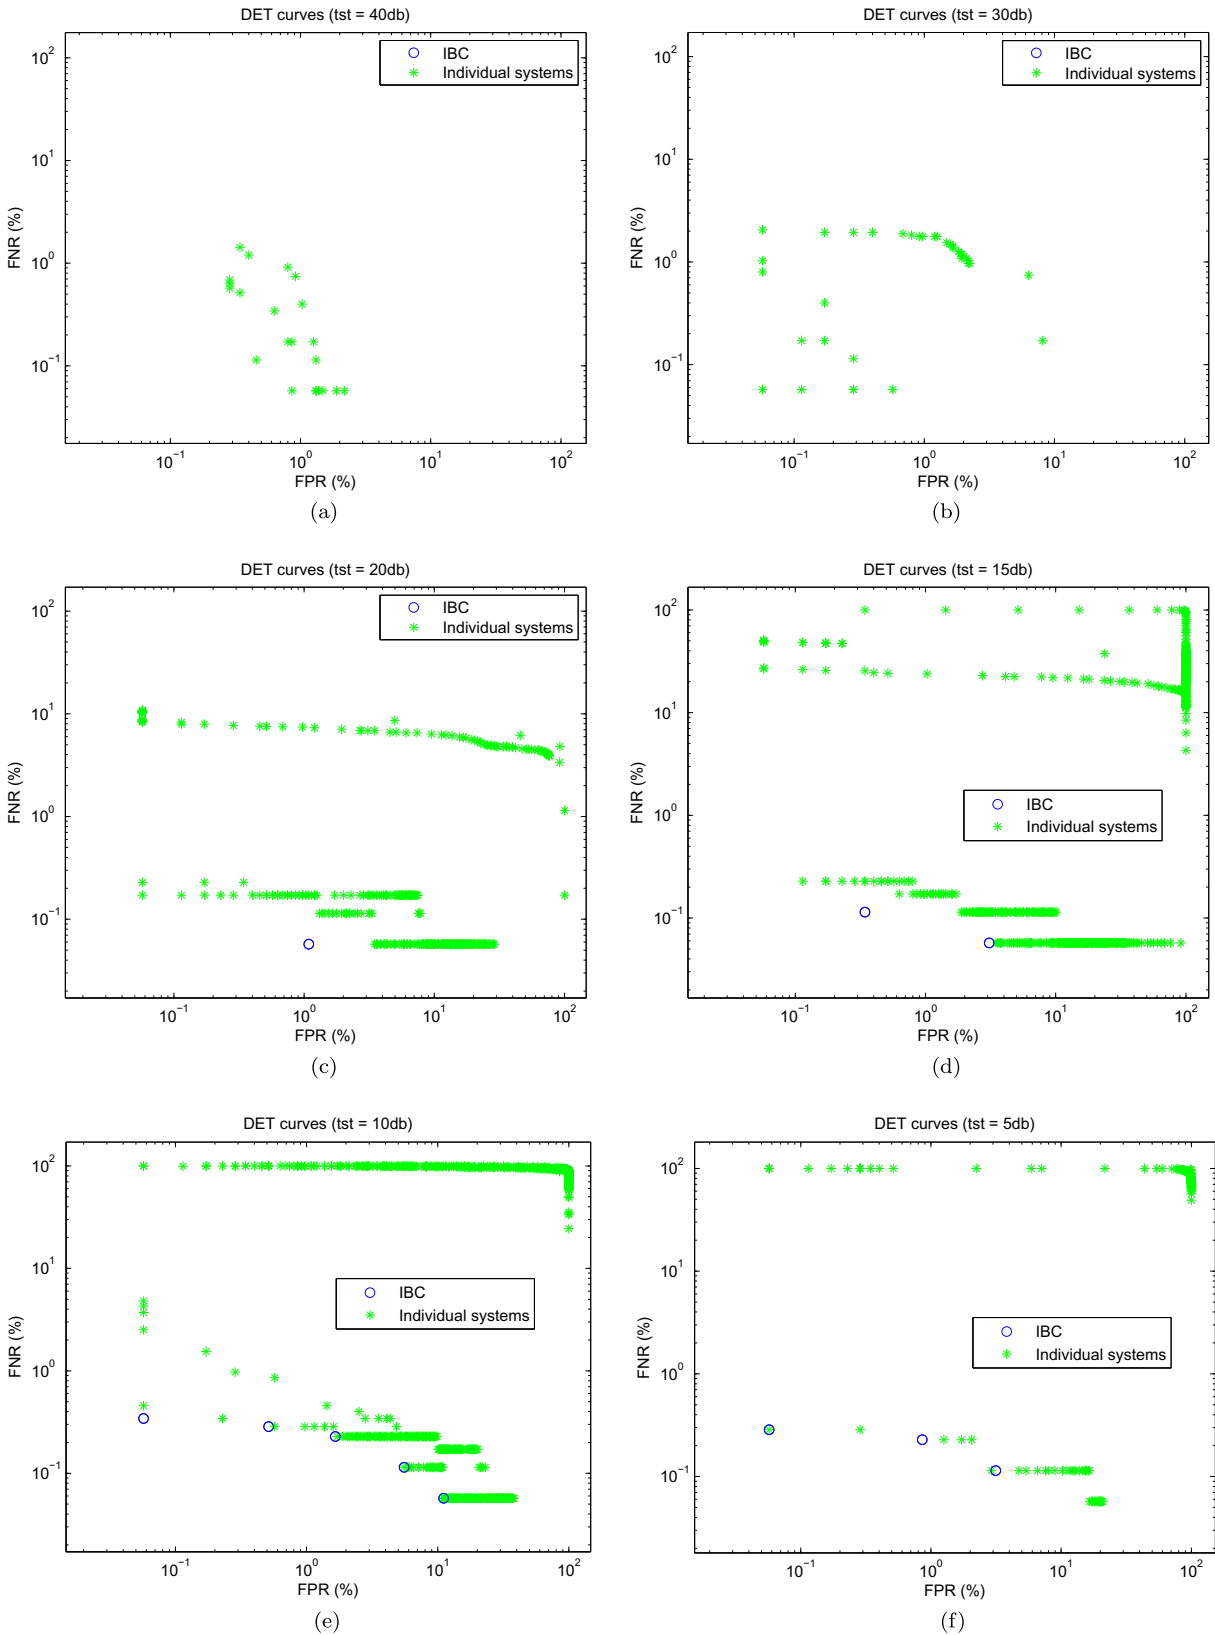 DET curves (tst = 40db)
10^2
10^1
10^0
10^-1
FNR (%)
IBC
Individual systems
10^-1 10^0 10^1 10^2
FPR (%)
(a)
DET curves (tst = 30db)
10^2
10^1
10^0
10^-1
FNR (%)
IBC
Individual systems
10^-1 10^0 10^1 10^2
FPR (%)
(b)
DET curves (tst = 20db)
10^2
10^1
10^0
10^-1
FNR (%)
IBC
Individual systems
10^-1 10^0 10^1 10^2
FPR (%)
(c)
DET curves (tst = 15db)
10^2
10^1
10^0
10^-1
FNR (%)
IBC
Individual systems
10^-1 10^0 10^1 10^2
FPR (%)
(d)
DET curves (tst = 10db)
10^2
10^1
10^0
10^-1
FNR (%)
IBC
Individual systems
10^-1 10^0 10^1 10^2
FPR (%)
(e)
DET curves (tst = 5db)
10^2
10^1
10^0
10^-1
FNR (%)
IBC
Individual systems
10^-1 10^0 10^1 10^2
FPR (%)
(f)